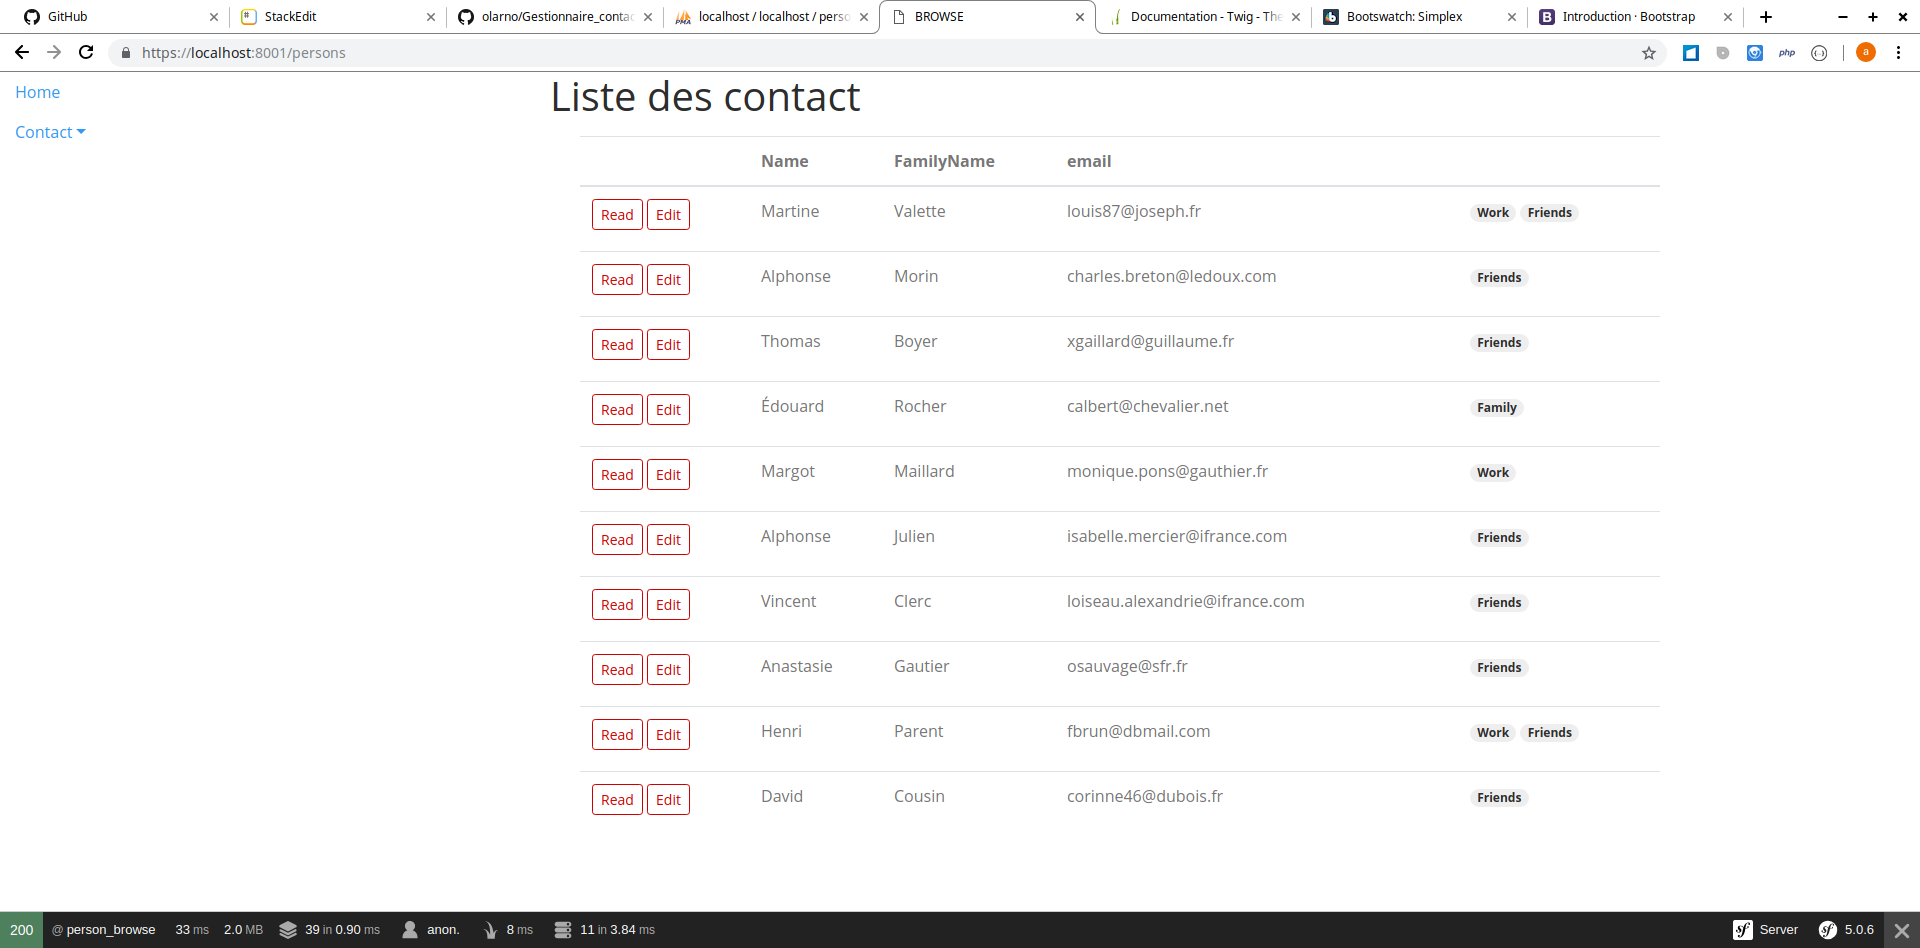 GitHub StackEdit olarno/Gestionnaire_conta localhost / localhost / perso BROWSE Documentation - Twig - The Bootswatch: Simplex Introduction · Bootstrap
https://localhost:8001/persons php a
Home
Contact
Liste des contact
Name FamilyName email
Read Edit Martine Valette louis87@joseph.fr Work Friends
Read Edit Alphonse Morin charles.breton@ledoux.com Friends
Read Edit Thomas Boyer xgaillard@guillaume.fr Friends
Read Edit Édouard Rocher calbert@chevalier.net Family
Read Edit Margot Maillard monique.pons@gauthier.fr Work
Read Edit Alphonse Julien isabelle.mercier@ifrance.com Friends
Read Edit Vincent Clerc loiseau.alexandrie@ifrance.com Friends
Read Edit Anastasie Gautier osauvage@sfr.fr Friends
Read Edit Henri Parent fbrun@dbmail.com Work Friends
Read Edit David Cousin corinne46@dubois.fr Friends
200 @ person_browse 33 ms 2.0 MB 39 in 0.90 ms anon. 8 ms 11 in 3.84 ms sf Server sf 5.0.6